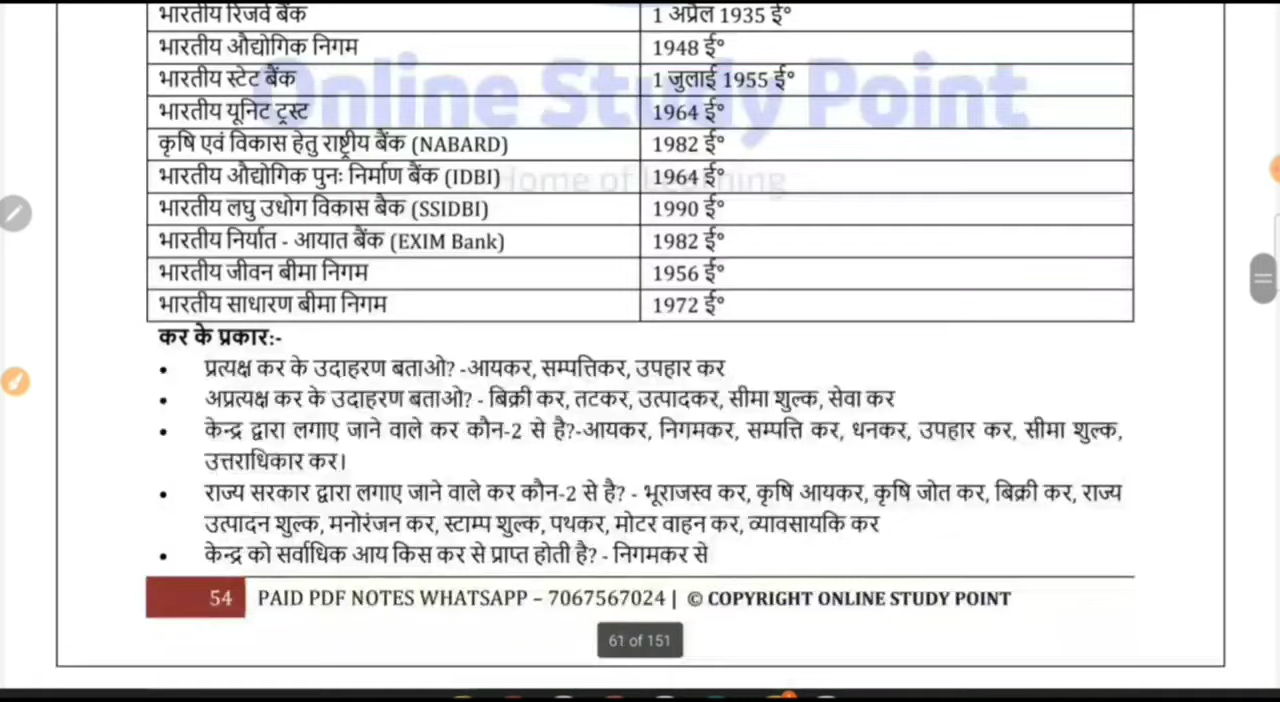 भारतीय रिजर्व बैंक 1 अप्रैल 1935 ई°
भारतीय औद्योगिक निगम 1948 ई°
भारतीय स्टेट बैंक 1 जुलाई 1955 ई°
भारतीय यूनिट ट्रस्ट 1964 ई°
कृषि एवं विकास हेतु राष्ट्रीय बैंक (NABARD) 1982 ई°
भारतीय औद्योगिक पुनः निर्माण बैंक (IDBI) 1964 ई°
भारतीय लघु उधोग विकास बैक (SSIDBI) 1990 ई°
भारतीय निर्यात - आयात बैंक (EXIM Bank) 1982 ई°
भारतीय जीवन बीमा निगम 1956 ई°
भारतीय साधारण बीमा निगम 1972 ई°
Online Study Point
Home of Learning
कर के प्रकार:-
• प्रत्यक्ष कर के उदाहरण बताओ? -आयकर, सम्पत्तिकर, उपहार कर
• अप्रत्यक्ष कर के उदाहरण बताओ? - बिक्री कर, तटकर, उत्पादकर, सीमा शुल्क, सेवा कर
• केन्द्र द्वारा लगाए जाने वाले कर कौन-2 से है?-आयकर, निगमकर, सम्पत्ति कर, धनकर, उपहार कर, सीमा शुल्क,
उत्तराधिकार कर।
• राज्य सरकार द्वारा लगाए जाने वाले कर कौन-2 से है? - भूराजस्व कर, कृषि आयकर, कृषि जोत कर, बिक्री कर, राज्य
उत्पादन शुल्क, मनोरंजन कर, स्टाम्प शुल्क, पथकर, मोटर वाहन कर, व्यावसायकि कर
• केन्द्र को सर्वाधिक आय किस कर से प्राप्त होती है? - निगमकर से
54 PAID PDF NOTES WHATSAPP – 7067567024 | © COPYRIGHT ONLINE STUDY POINT
61 of 151